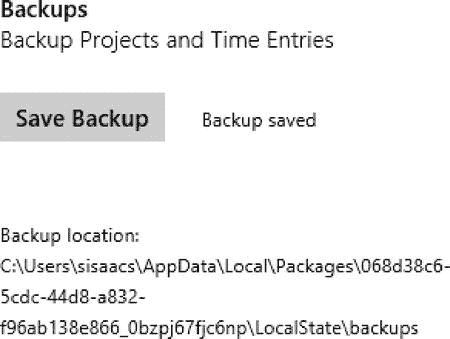 Backups
Backup Projects and Time Entries
Save Backup
Backup saved
Backup location:
C:\Users\sisaacs\AppData\Local\Packages\068d38c6-
5cdc-44d8-a832-
f96ab138e866_0bzpj67fjc6np\LocalState\backups